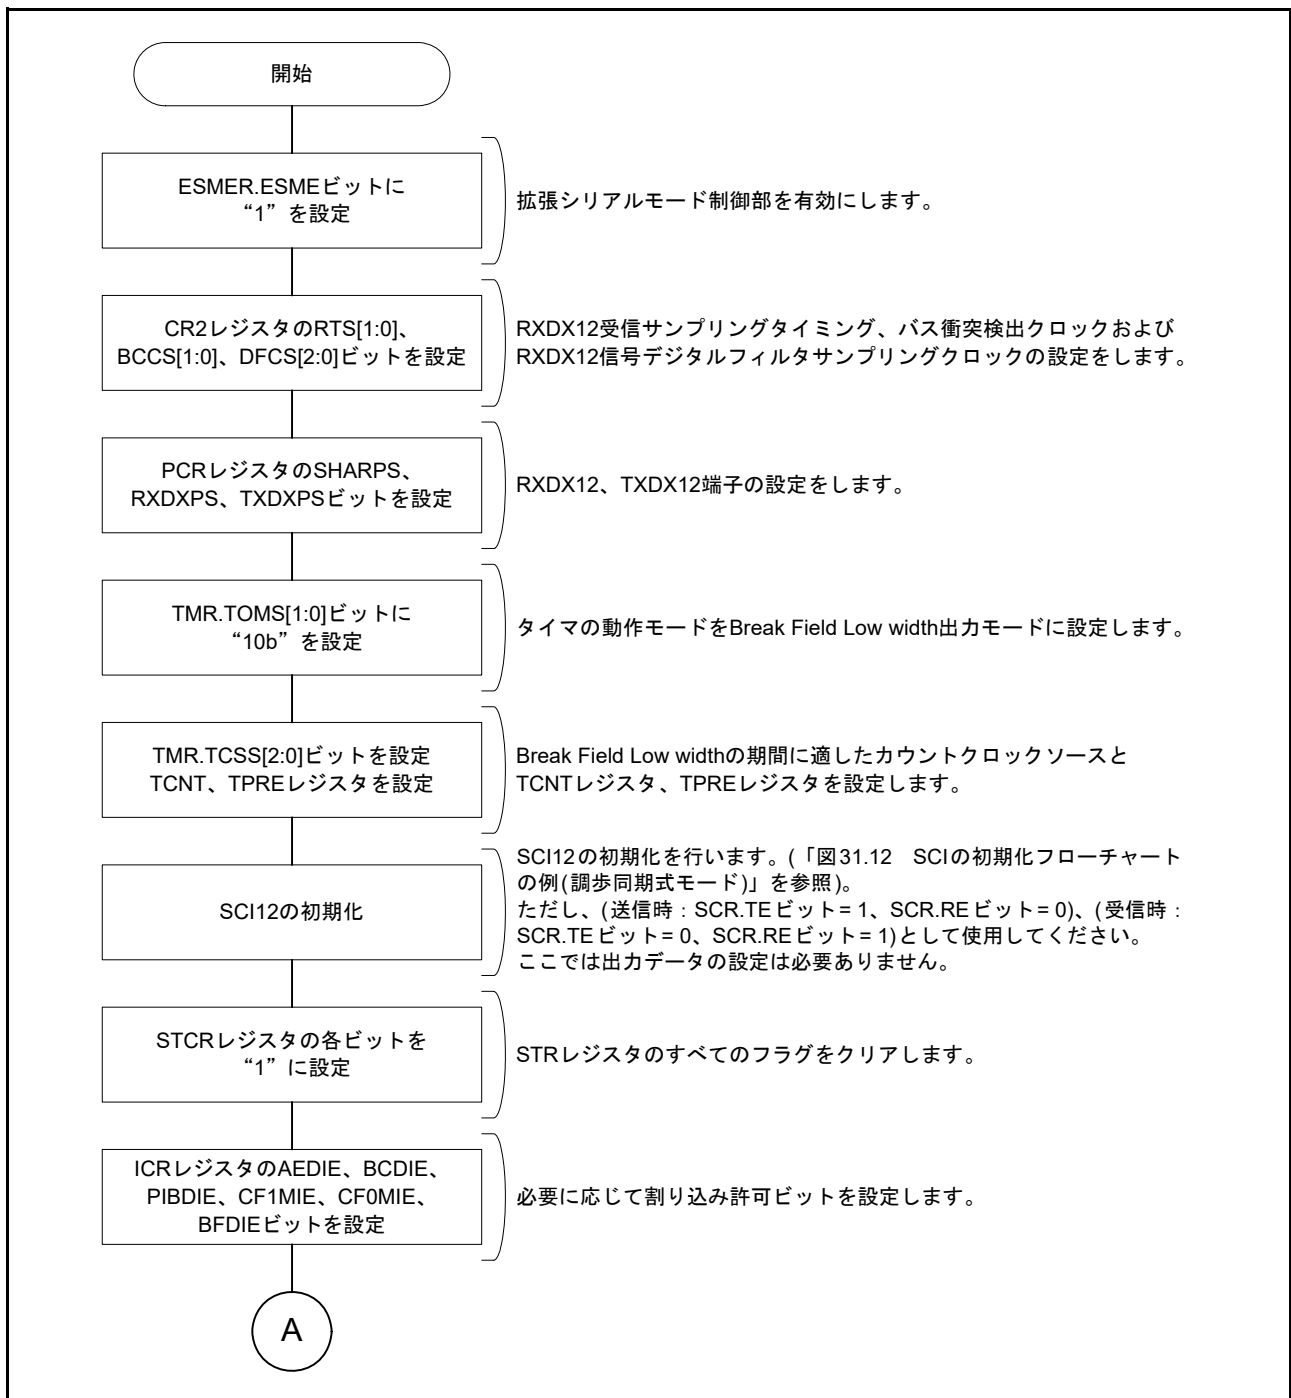 開始
ESMER.ESMEビットに
“1”を設定
拡張シリアルモード制御部を有効にします。
CR2レジスタのRTS[1:0]、
BCCS[1:0]、DFCS[2:0]ビットを設定
RXDX12受信サンプリングタイミング、バス衝突検出クロックおよび
RXDX12信号デジタルフィルタサンプリングクロックの設定をします。
PCRレジスタのSHARPS、
RXDXPS、TXDXPSビットを設定
RXDX12、TXDX12端子の設定をします。
TMR.TOMS[1:0]ビットに
“10b”を設定
タイマの動作モードをBreak Field Low width出力モードに設定します。
TMR.TCSS[2:0]ビットを設定
TCNT、TPREレジスタを設定
Break Field Low widthの期間に適したカウントクロックソースと
TCNTレジスタ、TPREレジスタを設定します。
SCI12の初期化
SCI12の初期化を行います。(「図31.12　SCIの初期化フローチャート
の例(調歩同期式モード)」を参照)。
ただし、(送信時：SCR.TEビット= 1、SCR.REビット= 0)、(受信時：
SCR.TEビット= 0、SCR.REビット= 1)として使用してください。
ここでは出力データの設定は必要ありません。
STCRレジスタの各ビットを
“1”に設定
STRレジスタのすべてのフラグをクリアします。
ICRレジスタのAEDIE、BCDIE、
PIBDIE、CF1MIE、CF0MIE、
BFDIEビットを設定
必要に応じて割り込み許可ビットを設定します。
A